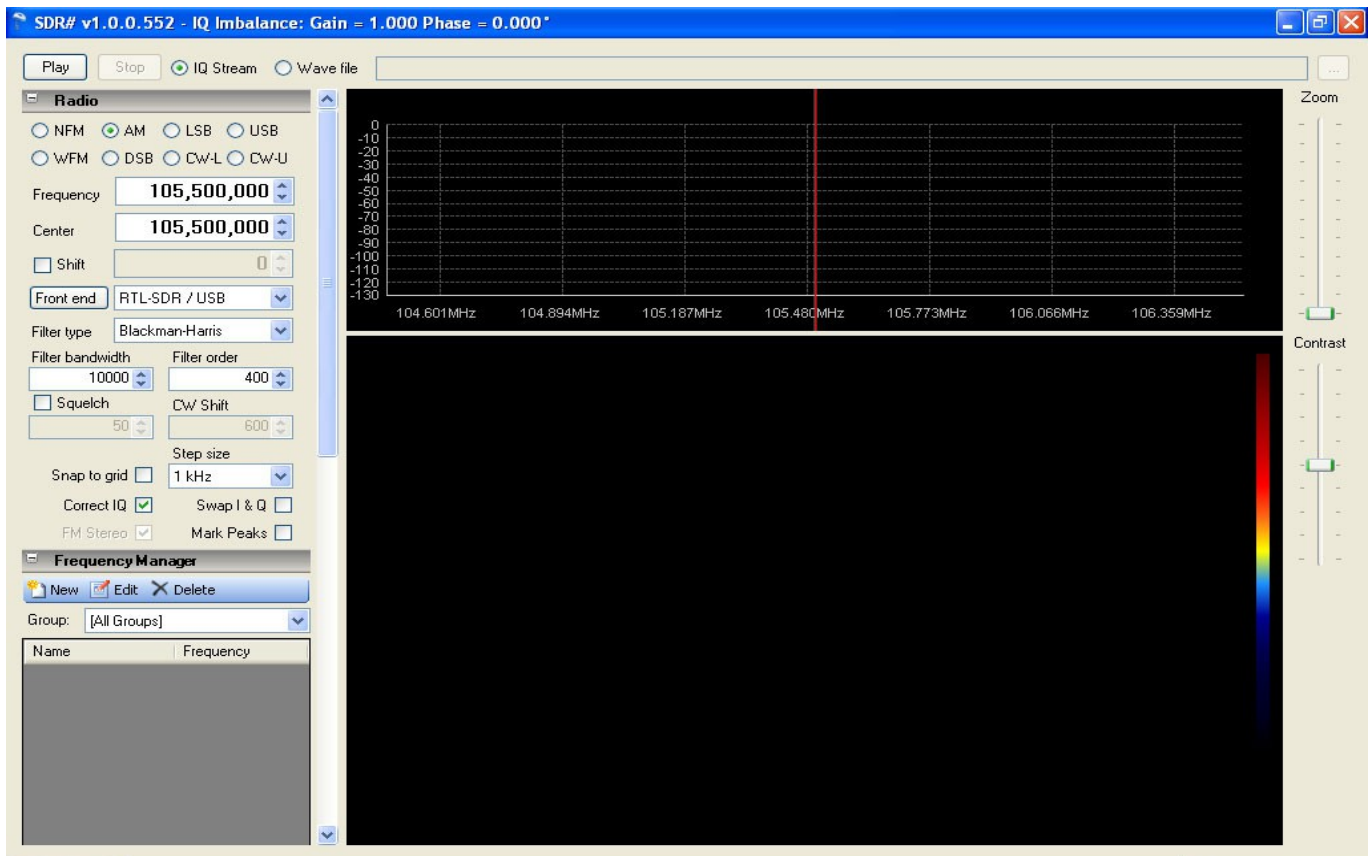 SDR# v1.0.0.552 - IQ Imbalance: Gain = 1.000 Phase = 0.000°
Play Stop IQ Stream Wave file ...
Radio
NFM AM LSB USB
WFM DSB CW-L CW-U
Frequency 105,500,000
Center 105,500,000
Shift 0
Front end RTL-SDR / USB
Filter type Blackman-Harris
Filter bandwidth Filter order
10000 400
Squelch CW Shift
50 600
Step size
Snap to grid 1 kHz
Correct IQ Swap I & Q
FM Stereo Mark Peaks
Frequency Manager
New Edit Delete
Group: [All Groups]
Name Frequency
0
-10
-20
-30
-40
-50
-60
-70
-80
-90
-100
-110
-120
-130
104.601MHz 104.894MHz 105.187MHz 105.480MHz 105.773MHz 106.066MHz 106.359MHz
Zoom
Contrast